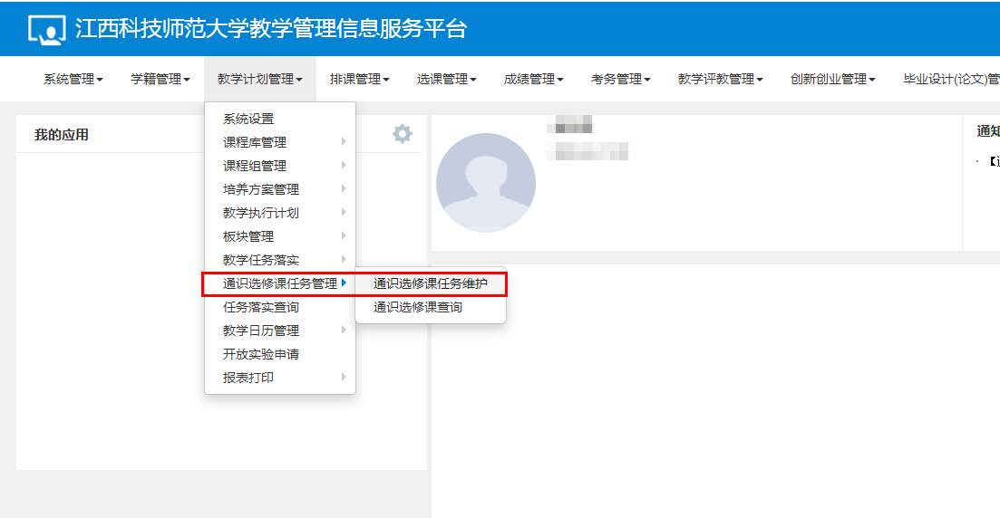 江西科技师范大学教学管理信息服务平台
系统管理 学籍管理 教学计划管理 排课管理 选课管理 成绩管理 考务管理 教学评教管理 创新创业管理 毕业设计(论文)管
我的应用
通知
系统设置
课程库管理
课程组管理
培养方案管理
教学执行计划
板块管理
教学任务落实
通识选修课任务管理 通识选修课任务维护
任务落实查询 通识选修课查询
教学日历管理
开放实验申请
报表打印